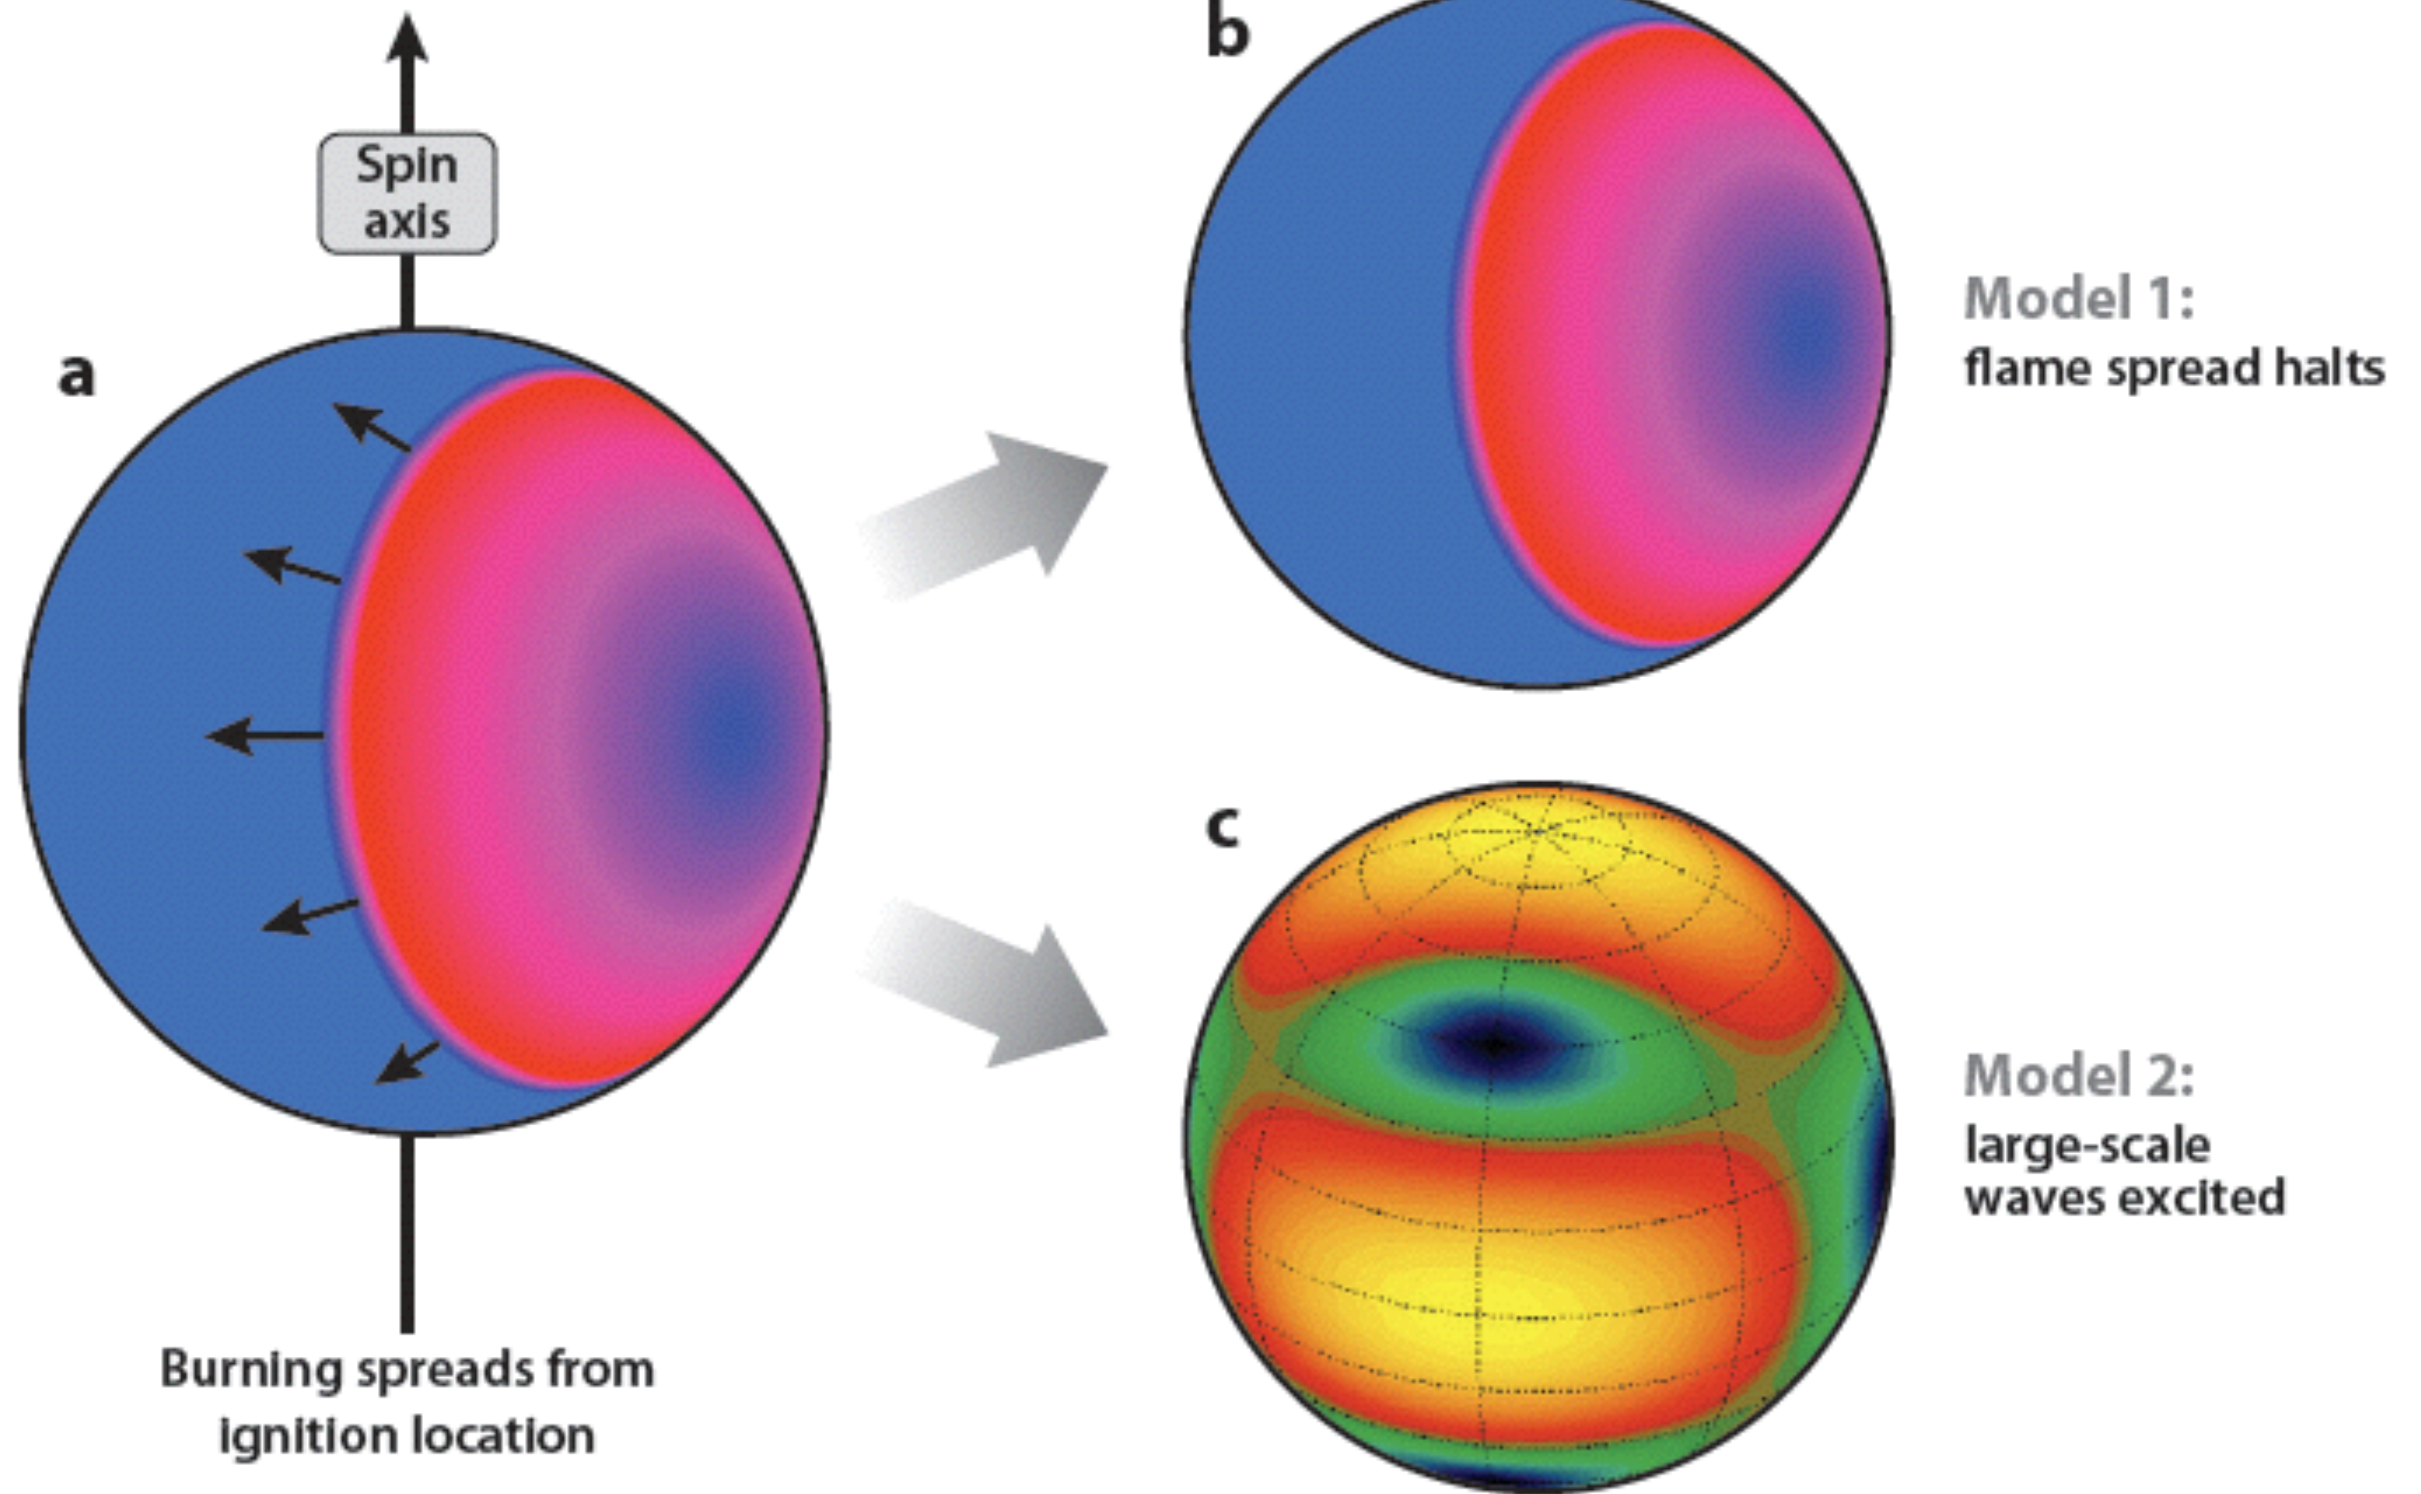 Spin
axis
a
Burning spreads from
ignition location
b
Model 1:
flame spread halts
c
Model 2:
large-scale
waves excited